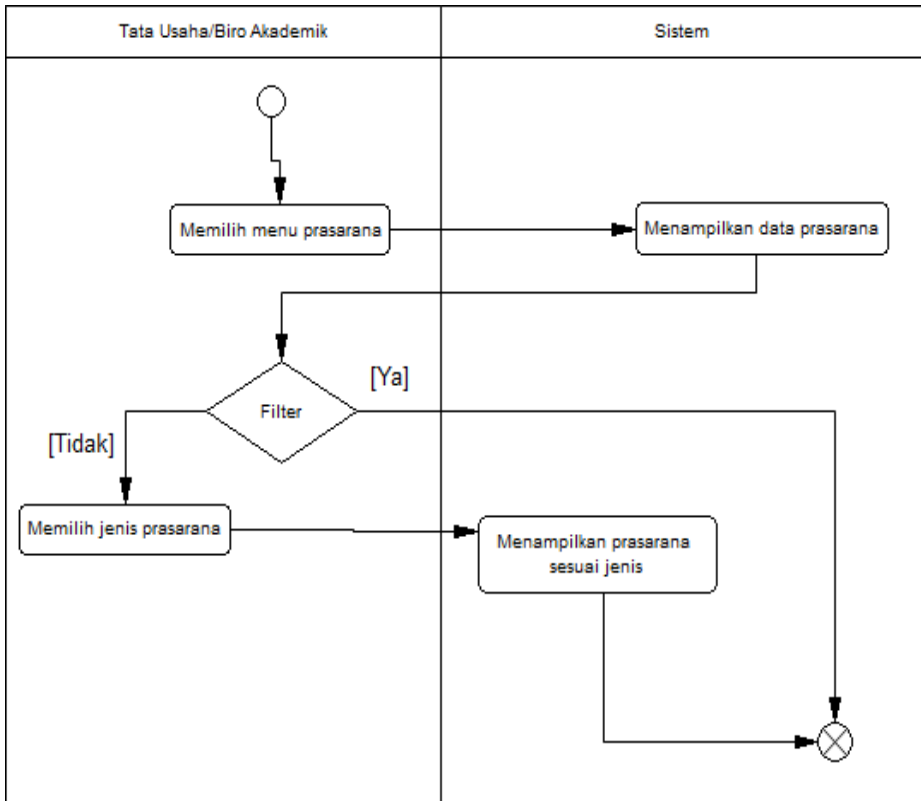 Tata Usaha/Biro Akademik
Sistem
Memilih menu prasarana
Menampilkan data prasarana
Filter
[Ya]
[Tidak]
Memilih jenis prasarana
Menampilkan prasarana
sesuai jenis